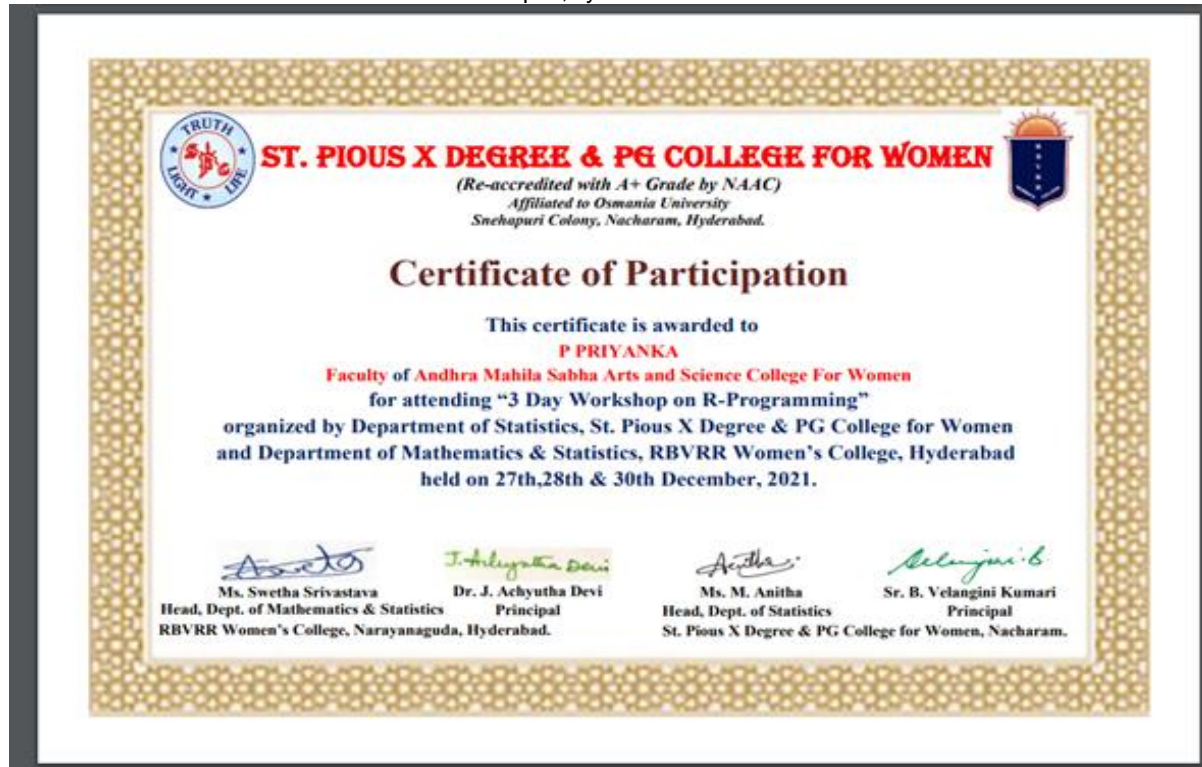 TRUTH
LIGHT ★ LIFE
ST. PIOUS X DEGREE & PG COLLEGE FOR WOMEN
(Re-accredited with A+ Grade by NAAC)
Affiliated to Osmania University
Snehapuri Colony, Nacharam, Hyderabad.
Certificate of Participation
This certificate is awarded to
P PRIYANKA
Faculty of Andhra Mahila Sabha Arts and Science College For Women
for attending “3 Day Workshop on R-Programming”
organized by Department of Statistics, St. Pious X Degree & PG College for Women
and Department of Mathematics & Statistics, RBVRR Women’s College, Hyderabad
held on 27th,28th & 30th December, 2021.
J. Achyutha Devi
Ms. Swetha Srivastava Dr. J. Achyutha Devi Ms. M. Anitha Sr. B. Velangini Kumari
Head, Dept. of Mathematics & Statistics Principal Head, Dept. of Statistics Principal
RBVRR Women’s College, Narayanaguda, Hyderabad. St. Pious X Degree & PG College for Women, Nacharam.